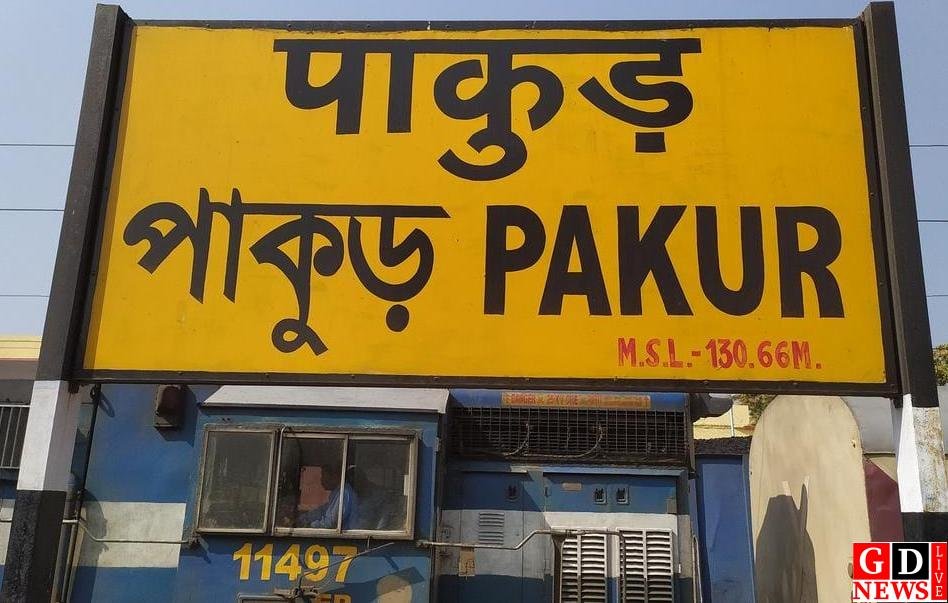 पाकुड़
পাকুড় PAKUR
M.S.L.-130.66M.
11497
GD LIVE
NEWS